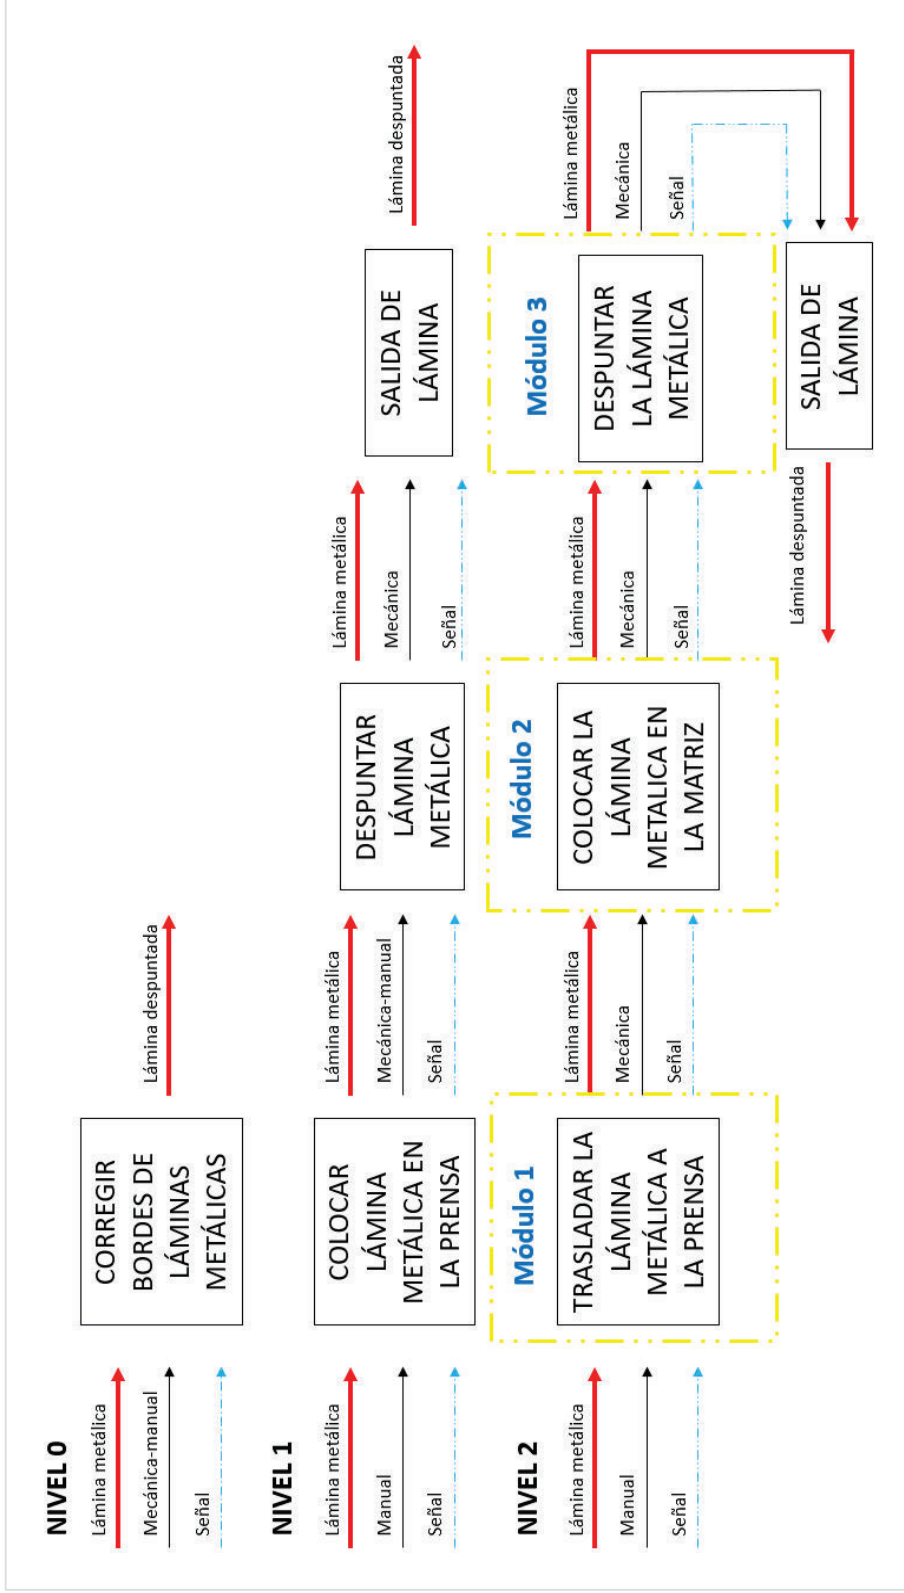 NIVEL 0
Lámina metálica
Mecánica-manual
Señal
CORREGIR
BORDES DE
LÁMINAS
METÁLICAS
Lámina despuntada
NIVEL 1
Lámina metálica
Manual
Señal
COLOCAR
LÁMINA
METÁLICA EN
LA PRENSA
Lámina metálica
Mecánica-manual
Señal
DESPUNTAR
LÁMINA
METÁLICA
Lámina metálica
Mecánica
Señal
SALIDA DE
LÁMINA
Lámina despuntada
NIVEL 2
Lámina metálica
Manual
Señal
Módulo 1
TRASLADAR LA
LÁMINA
METÁLICA A
LA PRENSA
Lámina metálica
Mecánica
Señal
Módulo 2
COLOCAR LA
LÁMINA
METALICA EN
LA MATRIZ
Lámina metálica
Mecánica
Señal
Módulo 3
DESPUNTAR
LA LÁMINA
METÁLICA
Lámina metálica
Mecánica
Señal
SALIDA DE
LÁMINA
Lámina despuntada